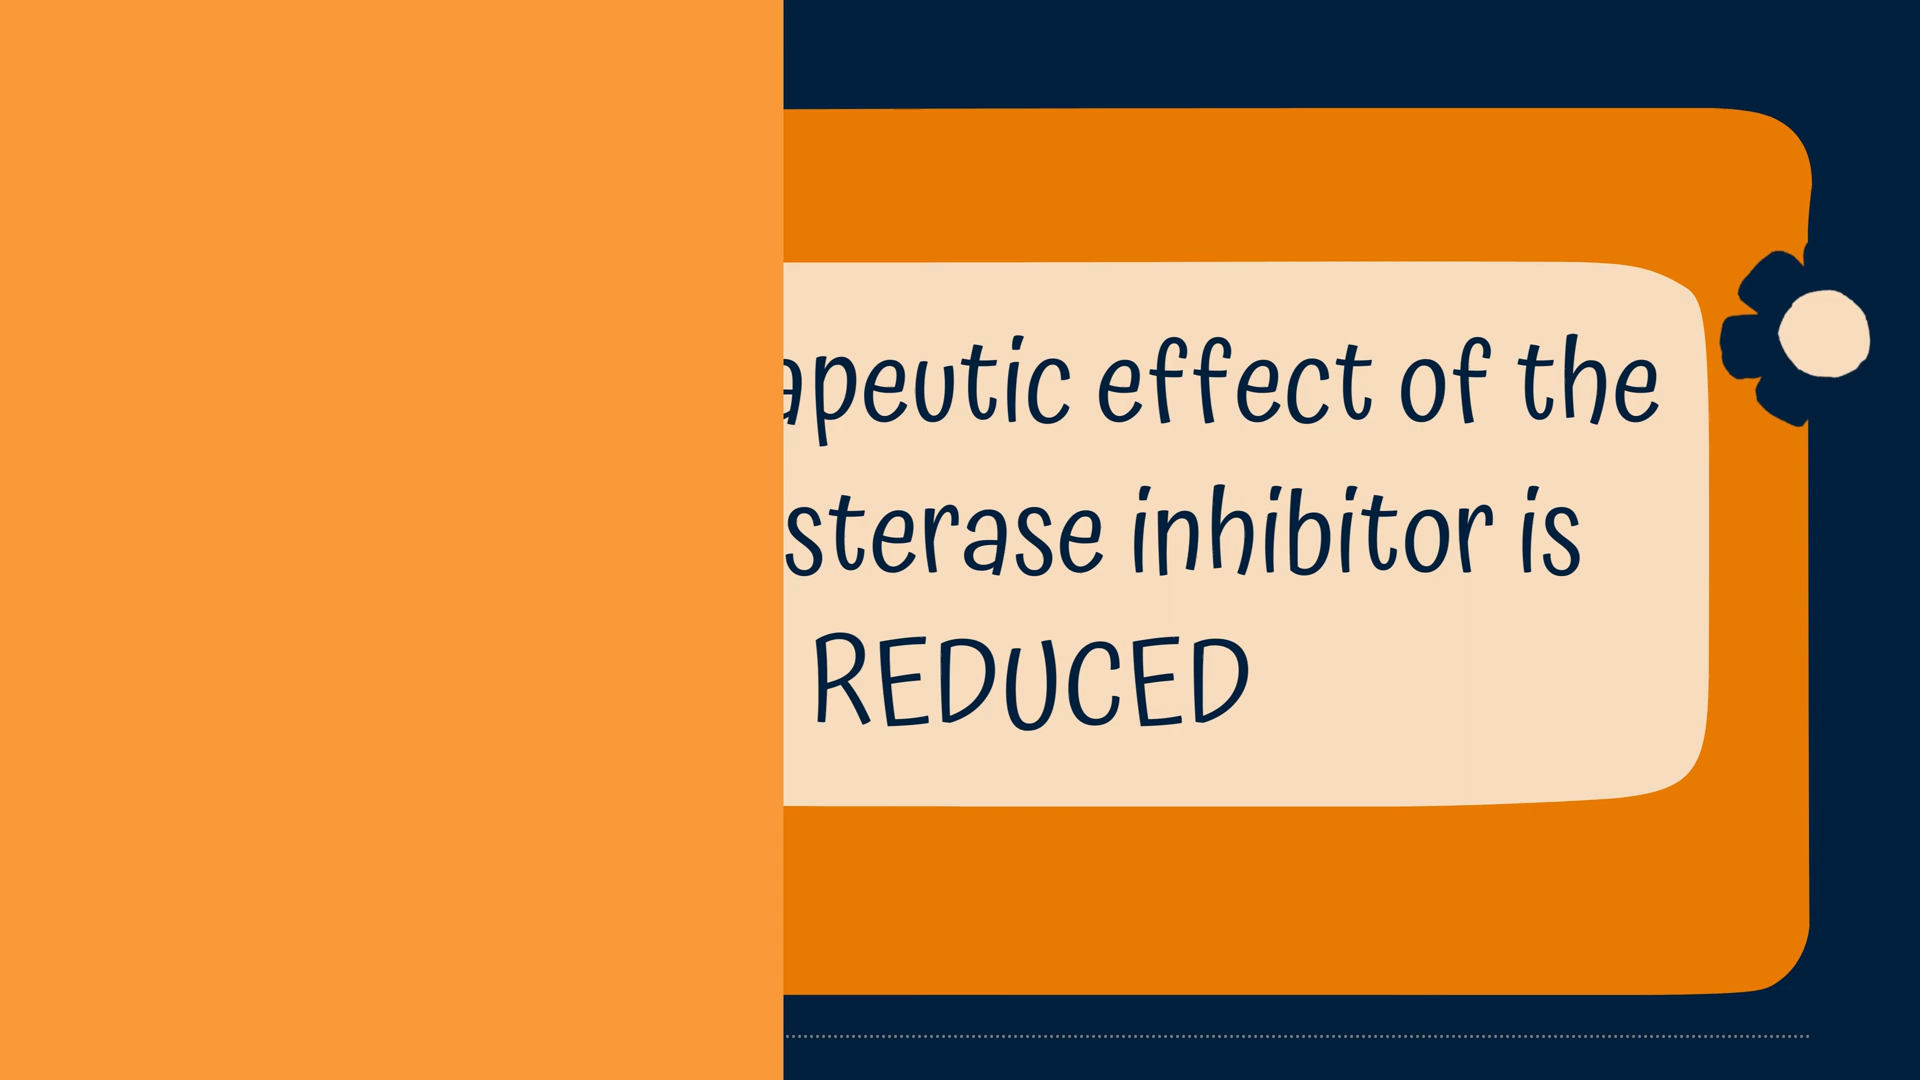 apeutic effect of the
sterase inhibitor is
REDUCED